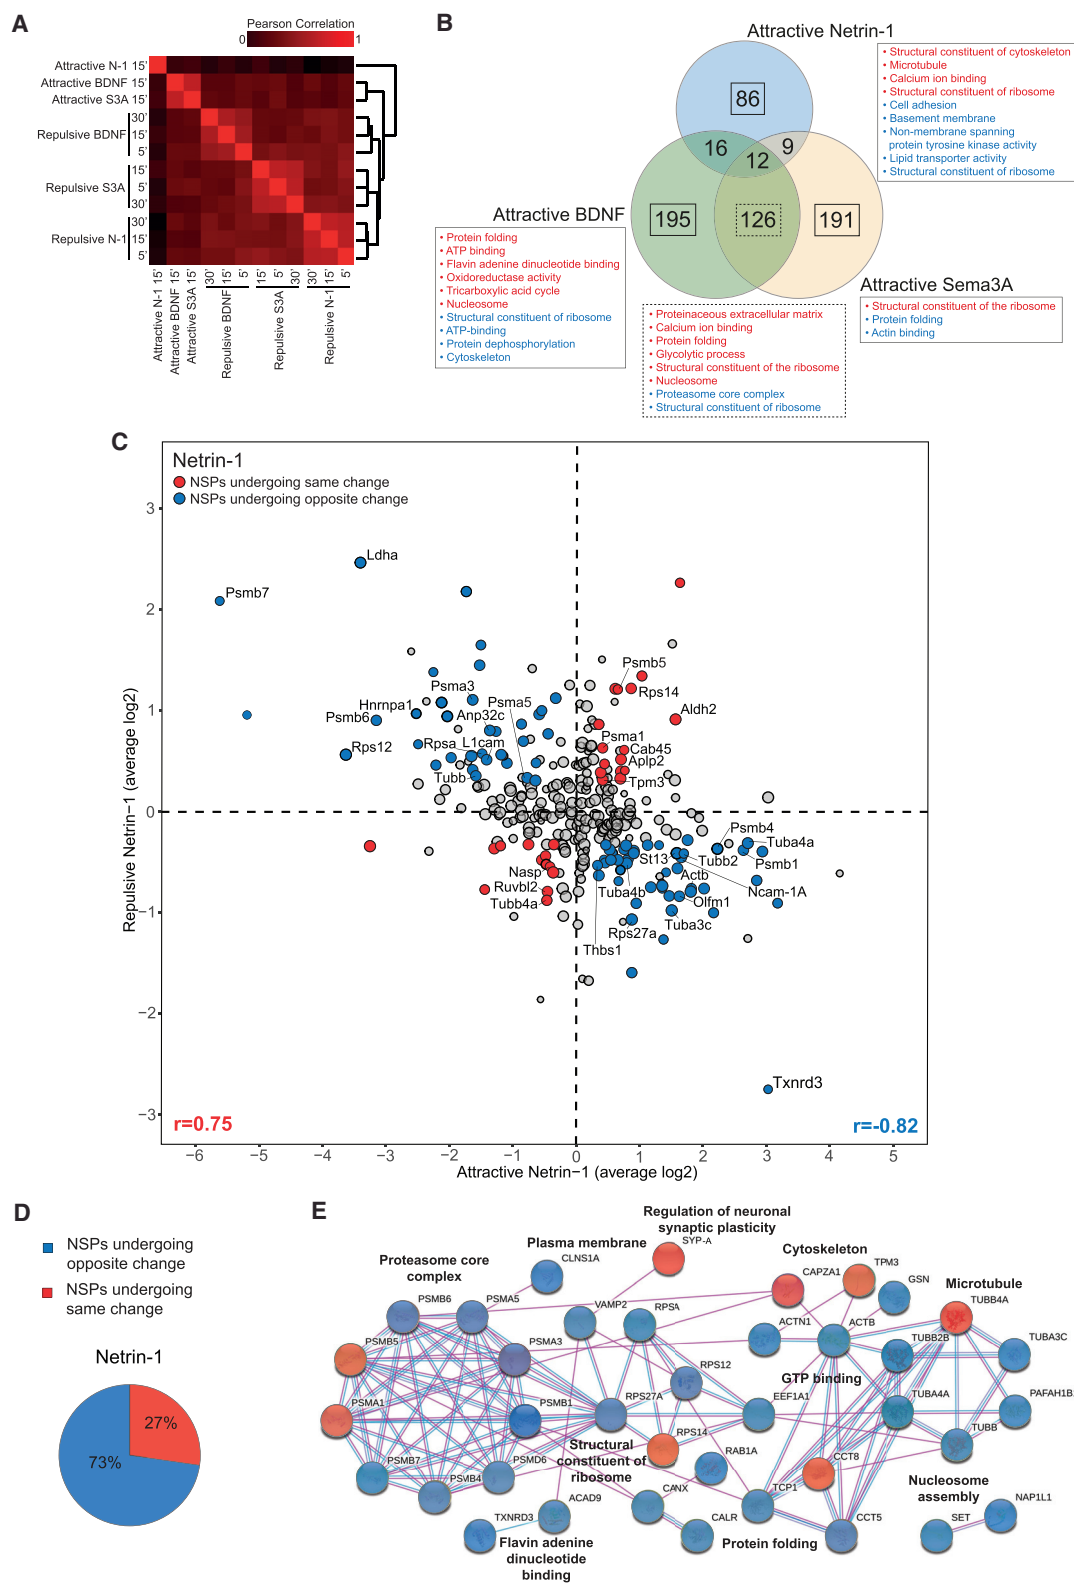 A
Pearson Correlation
0
1
Attractive N-1 15'
Attractive BDNF 15'
Attractive S3A 15'
30'
Repulsive BDNF
15'
5'
15'
Repulsive S3A
5'
30'
30'
Repulsive N-1
15'
5'
Attractive N-1 15'
Attractive BDNF 15'
Attractive S3A 15'
30'
15'
5'
Repulsive BDNF
15'
5'
30'
Repulsive S3A
30'
15'
5'
Repulsive N-1
B
Attractive Netrin-1
86
16
9
12
195
126
191
• Structural constituent of cytoskeleton
• Microtubule
• Calcium ion binding
• Structural constituent of ribosome
• Cell adhesion
• Basement membrane
• Non-membrane spanning
protein tyrosine kinase activity
• Lipid transporter activity
• Structural constituent of ribosome
Attractive BDNF
• Protein folding
• ATP binding
• Flavin adenine dinucleotide binding
• Oxidoreductase activity
• Tricarboxylic acid cycle
• Nucleosome
• Structural constituent of ribosome
• ATP-binding
• Protein dephosphorylation
• Cytoskeleton
Attractive Sema3A
• Structural constituent of the ribosome
• Protein folding
• Actin binding
• Proteinaceous extracellular matrix
• Calcium ion binding
• Protein folding
• Glycolytic process
• Structural constituent of the ribosome
• Nucleosome
• Proteasome core complex
• Structural constituent of ribosome
C
Netrin-1
NSPs undergoing same change
NSPs undergoing opposite change
Repulsive Netrin−1 (average log2)
3
2
1
0
−1
−2
−3
Ldha
Psmb7
Psmb5
Rps14
Psma3
Hnrnpa1
Psma5
Aldh2
Psmb6
Anp32c
Psma1
Rps12
Rpsa
L1cam
Cab45
Aplp2
Tubb
Tpm3
Psmb4
Tuba4a
St13
Tubb2
Psmb1
Nasp
Actb
Ruvbl2
Tuba4b
Ncam-1A
Tubb4a
Olfm1
Rps27a
Tuba3c
Thbs1
Txnrd3
r=0.75
r=-0.82
−6
−5
−4
−3
−2
−1
0
1
2
3
4
5
Attractive Netrin−1 (average log2)
D
NSPs undergoing
opposite change
NSPs undergoing
same change
Netrin-1
27%
73%
E
Regulation of neuronal
synaptic plasticity
SYP-A
Plasma membrane
CLNS1A
Cytoskeleton
Proteasome core
complex
CAPZA1
TPM3
GSN
Microtubule
TUBB4A
PSMB6
PSMA5
VAMP2
RPSA
ACTN1
ACTB
PSMB5
PSMA3
TUBB2B
TUBA3C
RPS12
GTP binding
PSMA1
PSMB1
RPS27A
EEF1A1
TUBA4A
PAFAH1B
RPS14
TUBB
Structural
constituent of
ribosome
PSMB7
PSMB4
PSMD6
RAB1A
CCT8
Nucleosome
assembly
ACAD9
CANX
TCP1
NAP1L1
TXNRD3
CALR
CCT5
SET
Flavin adenine
dinucleotide
binding
Protein folding